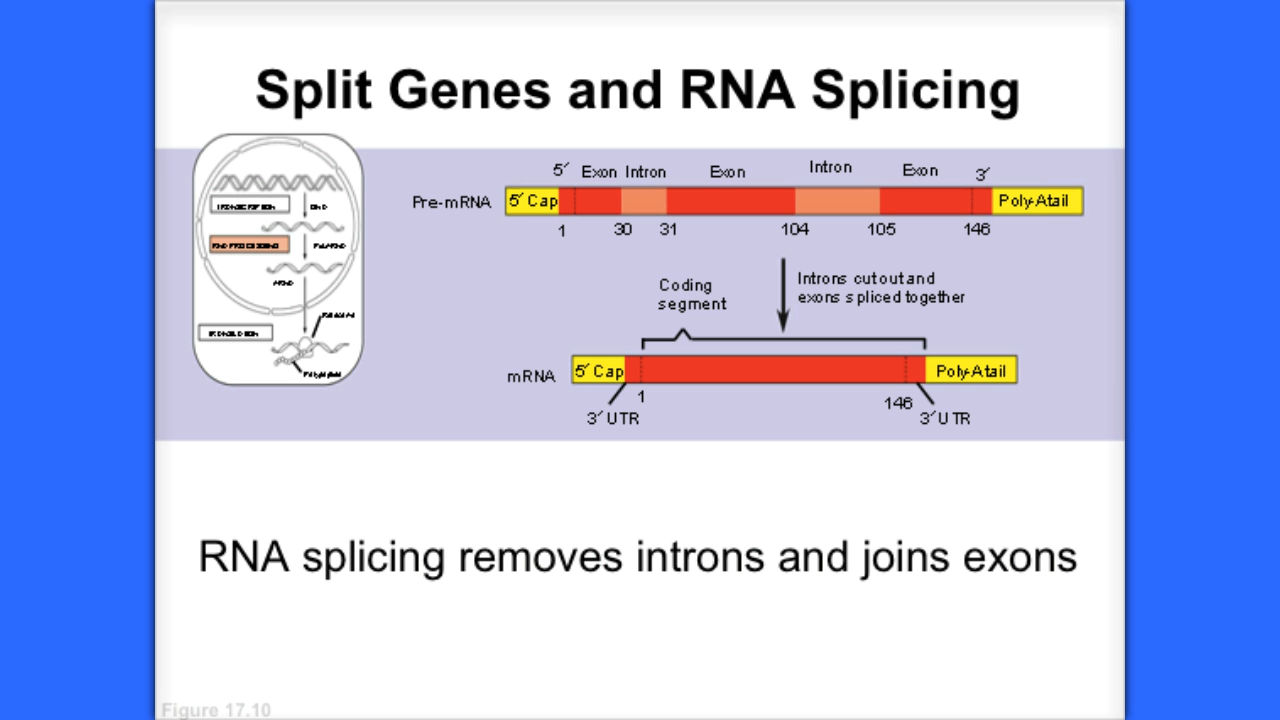 Split Genes and RNA Splicing
5′ Exon Intron Exon Intron Exon 3′
Pre-mRNA 5′ Cap Poly-Atail
1 30 31 104 105 146
Coding
segment
Introns cut out and
exons spliced together
mRNA 5′ Cap Poly-Atail
1 146
3′ UTR 3′ UTR
RNA splicing removes introns and joins exons
Figure 17.10